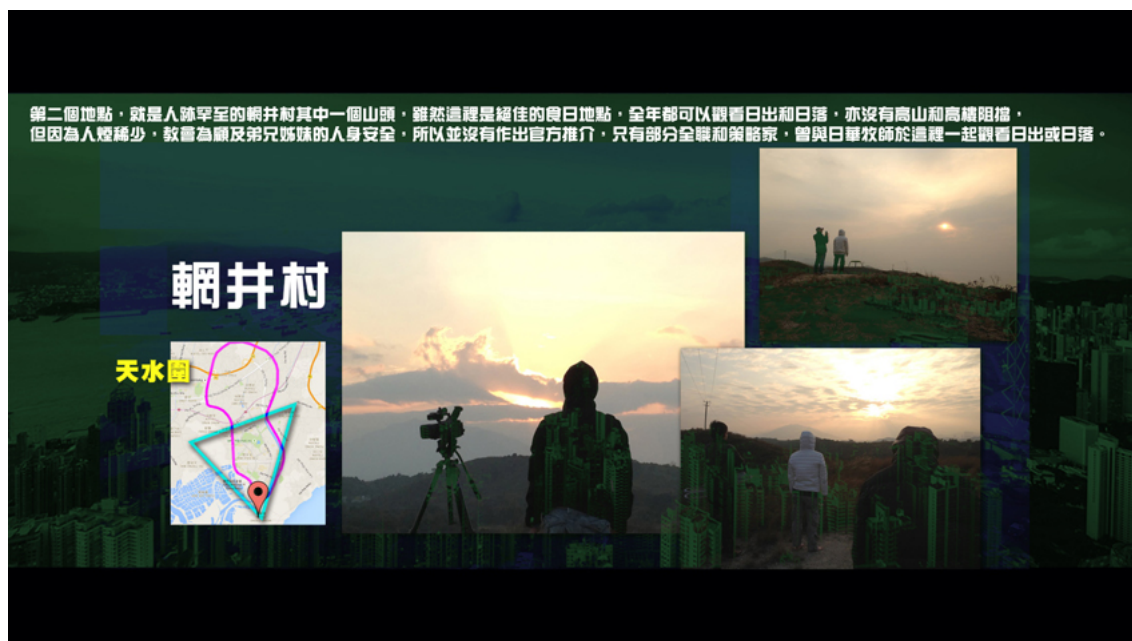 第二個地點，就是人跡罕至的輞井村其中一個山頭，雖然這裡是絕佳的食日地點，全年都可以觀看日出和日落，亦沒有高山和高樓阻擋，
但因為人煙稀少，教會為顧及弟兄姊妹的人身安全，所以並沒有作出官方推介，只有部分全職和策略家，曾與日華牧師於這裡一起觀看日出或日落。
輞井村
天水圍